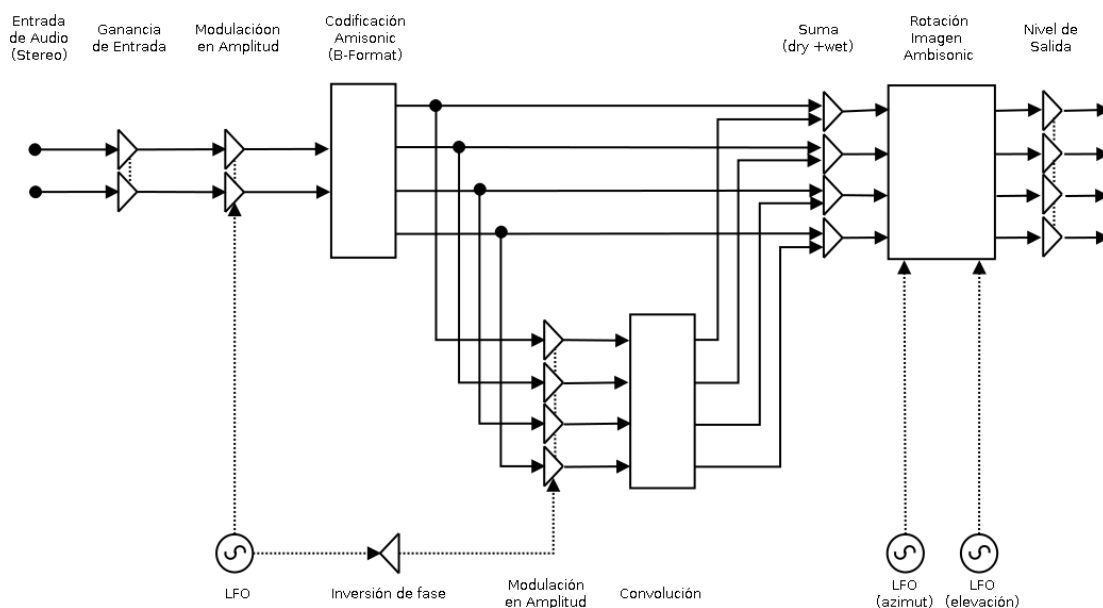 Entrada
de Audio
(Stereo)
Ganancia
de Entrada
Modulacióon
en Amplitud
Codificación
Amisonic
(B-Format)
Suma
(dry +wet)
Rotación
Imagen
Ambisonic
Nivel de
Salida
LFO
Inversión de fase
Modulación
en Amplitud
Convolución
LFO
(azimut)
LFO
(elevación)